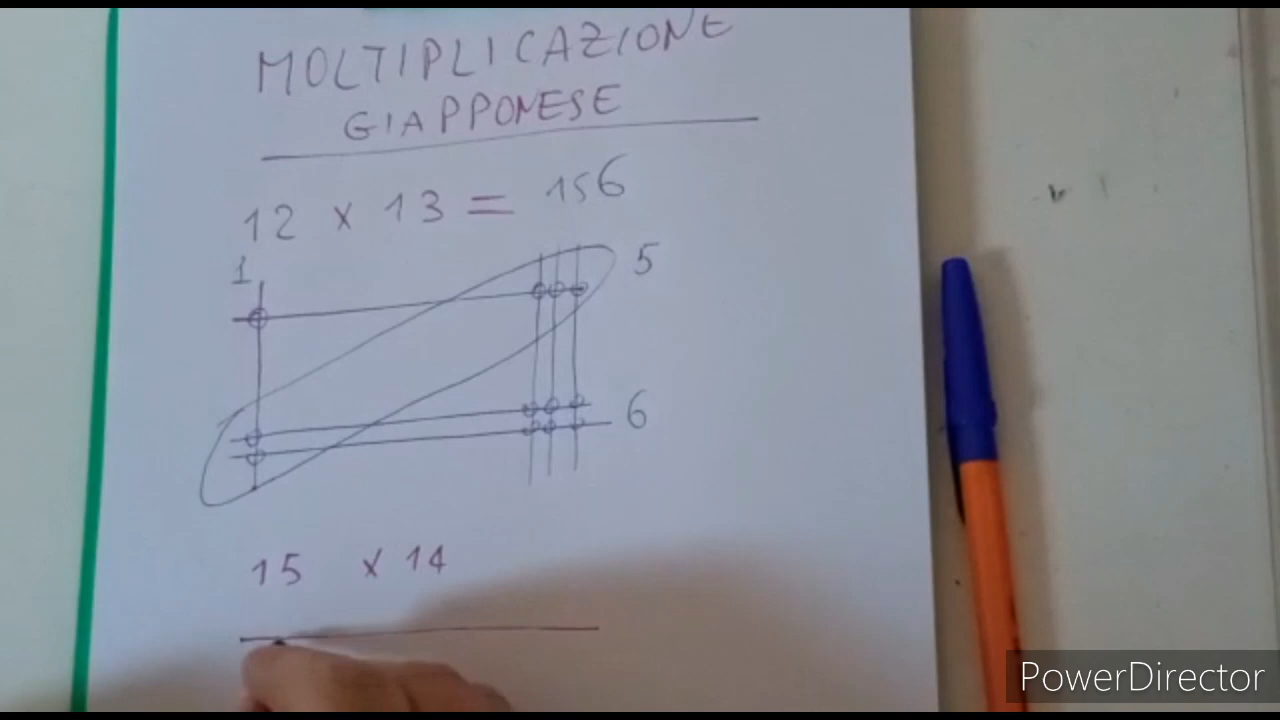 MOLTIPLICAZIONE
GIAPPONESE
12 x 13 = 156
1
5
6
15 x 14
PowerDirector